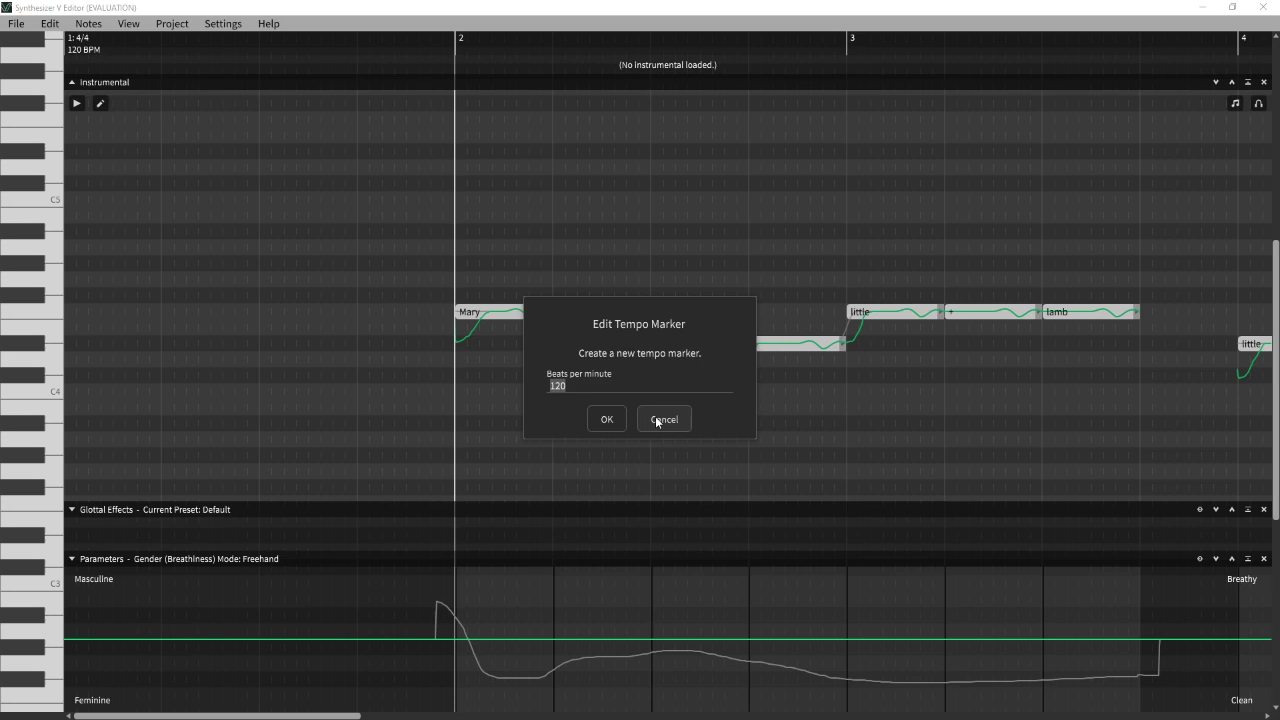 Synthesizer V Editor (EVALUATION)
File Edit Notes View Project Settings Help
1: 4/4
120 BPM
2
3
4
(No instrumental loaded.)
Instrumental
C5
Mary
little
+
lamb
little
Edit Tempo Marker
Create a new tempo marker.
Beats per minute
120
OK
Cancel
C4
Glottal Effects - Current Preset: Default
Parameters - Gender (Breathiness) Mode: Freehand
Masculine
Breathy
C3
Feminine
Clean